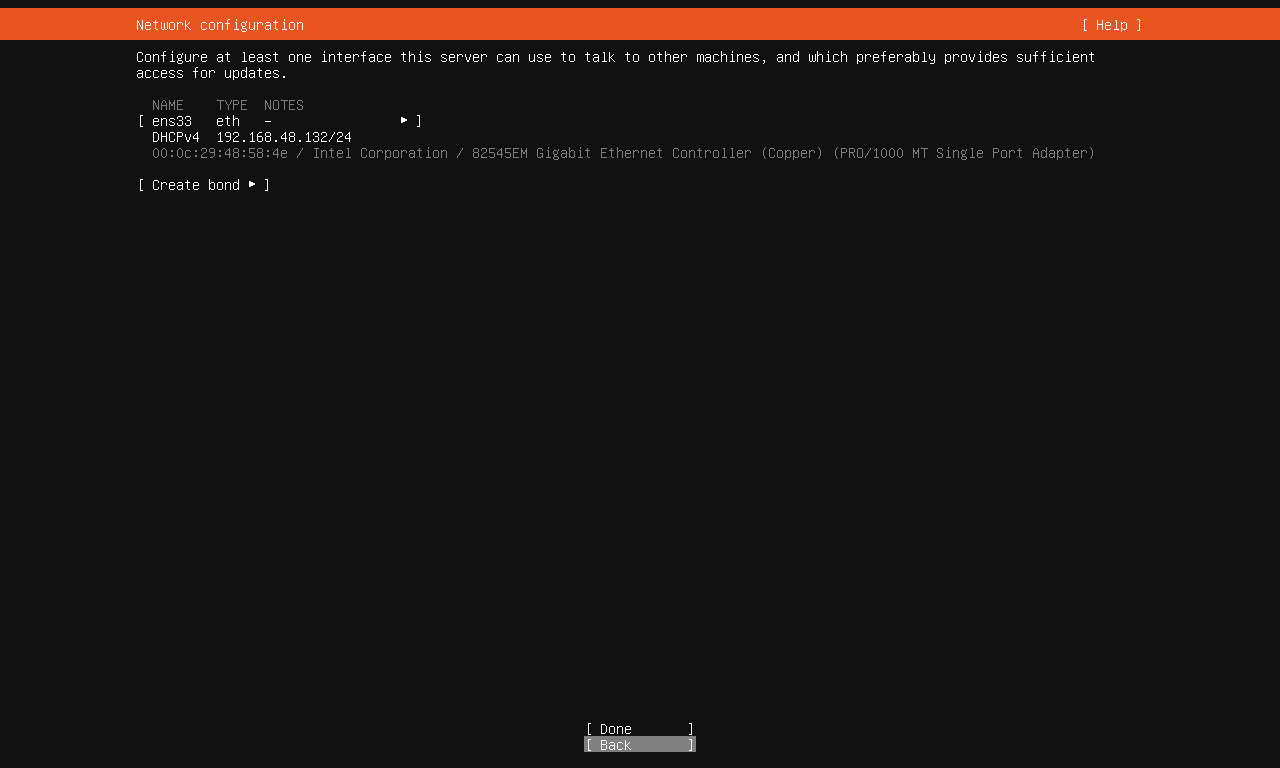 Network configuration [ Help ]
Configure at least one interface this server can use to talk to other machines, and which preferably provides sufficient
access for updates.
NAME TYPE NOTES
[ ens33 eth – ▸ ]
DHCPv4 192.168.48.132/24
00:0c:29:48:58:4e / Intel Corporation / 82545EM Gigabit Ethernet Controller (Copper) (PRO/1000 MT Single Port Adapter)
[ Create bond ▸ ]
[ Done ]
[ Back ]